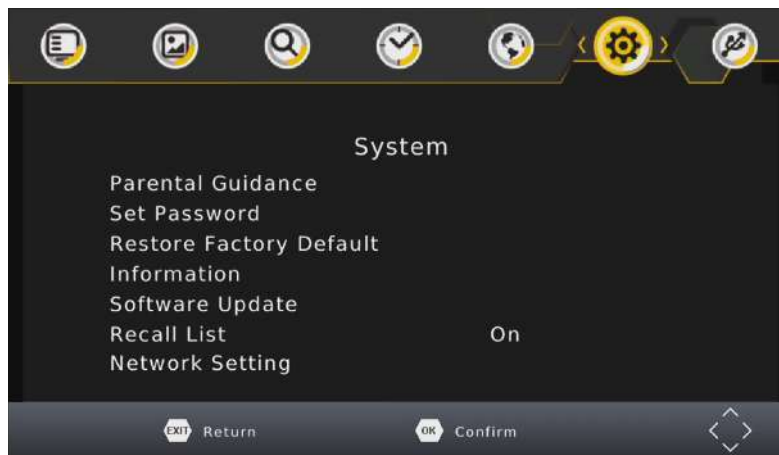 System
Parental Guidance
Set Password
Restore Factory Default
Information
Software Update
Recall List On
Network Setting
EXIT Return OK Confirm